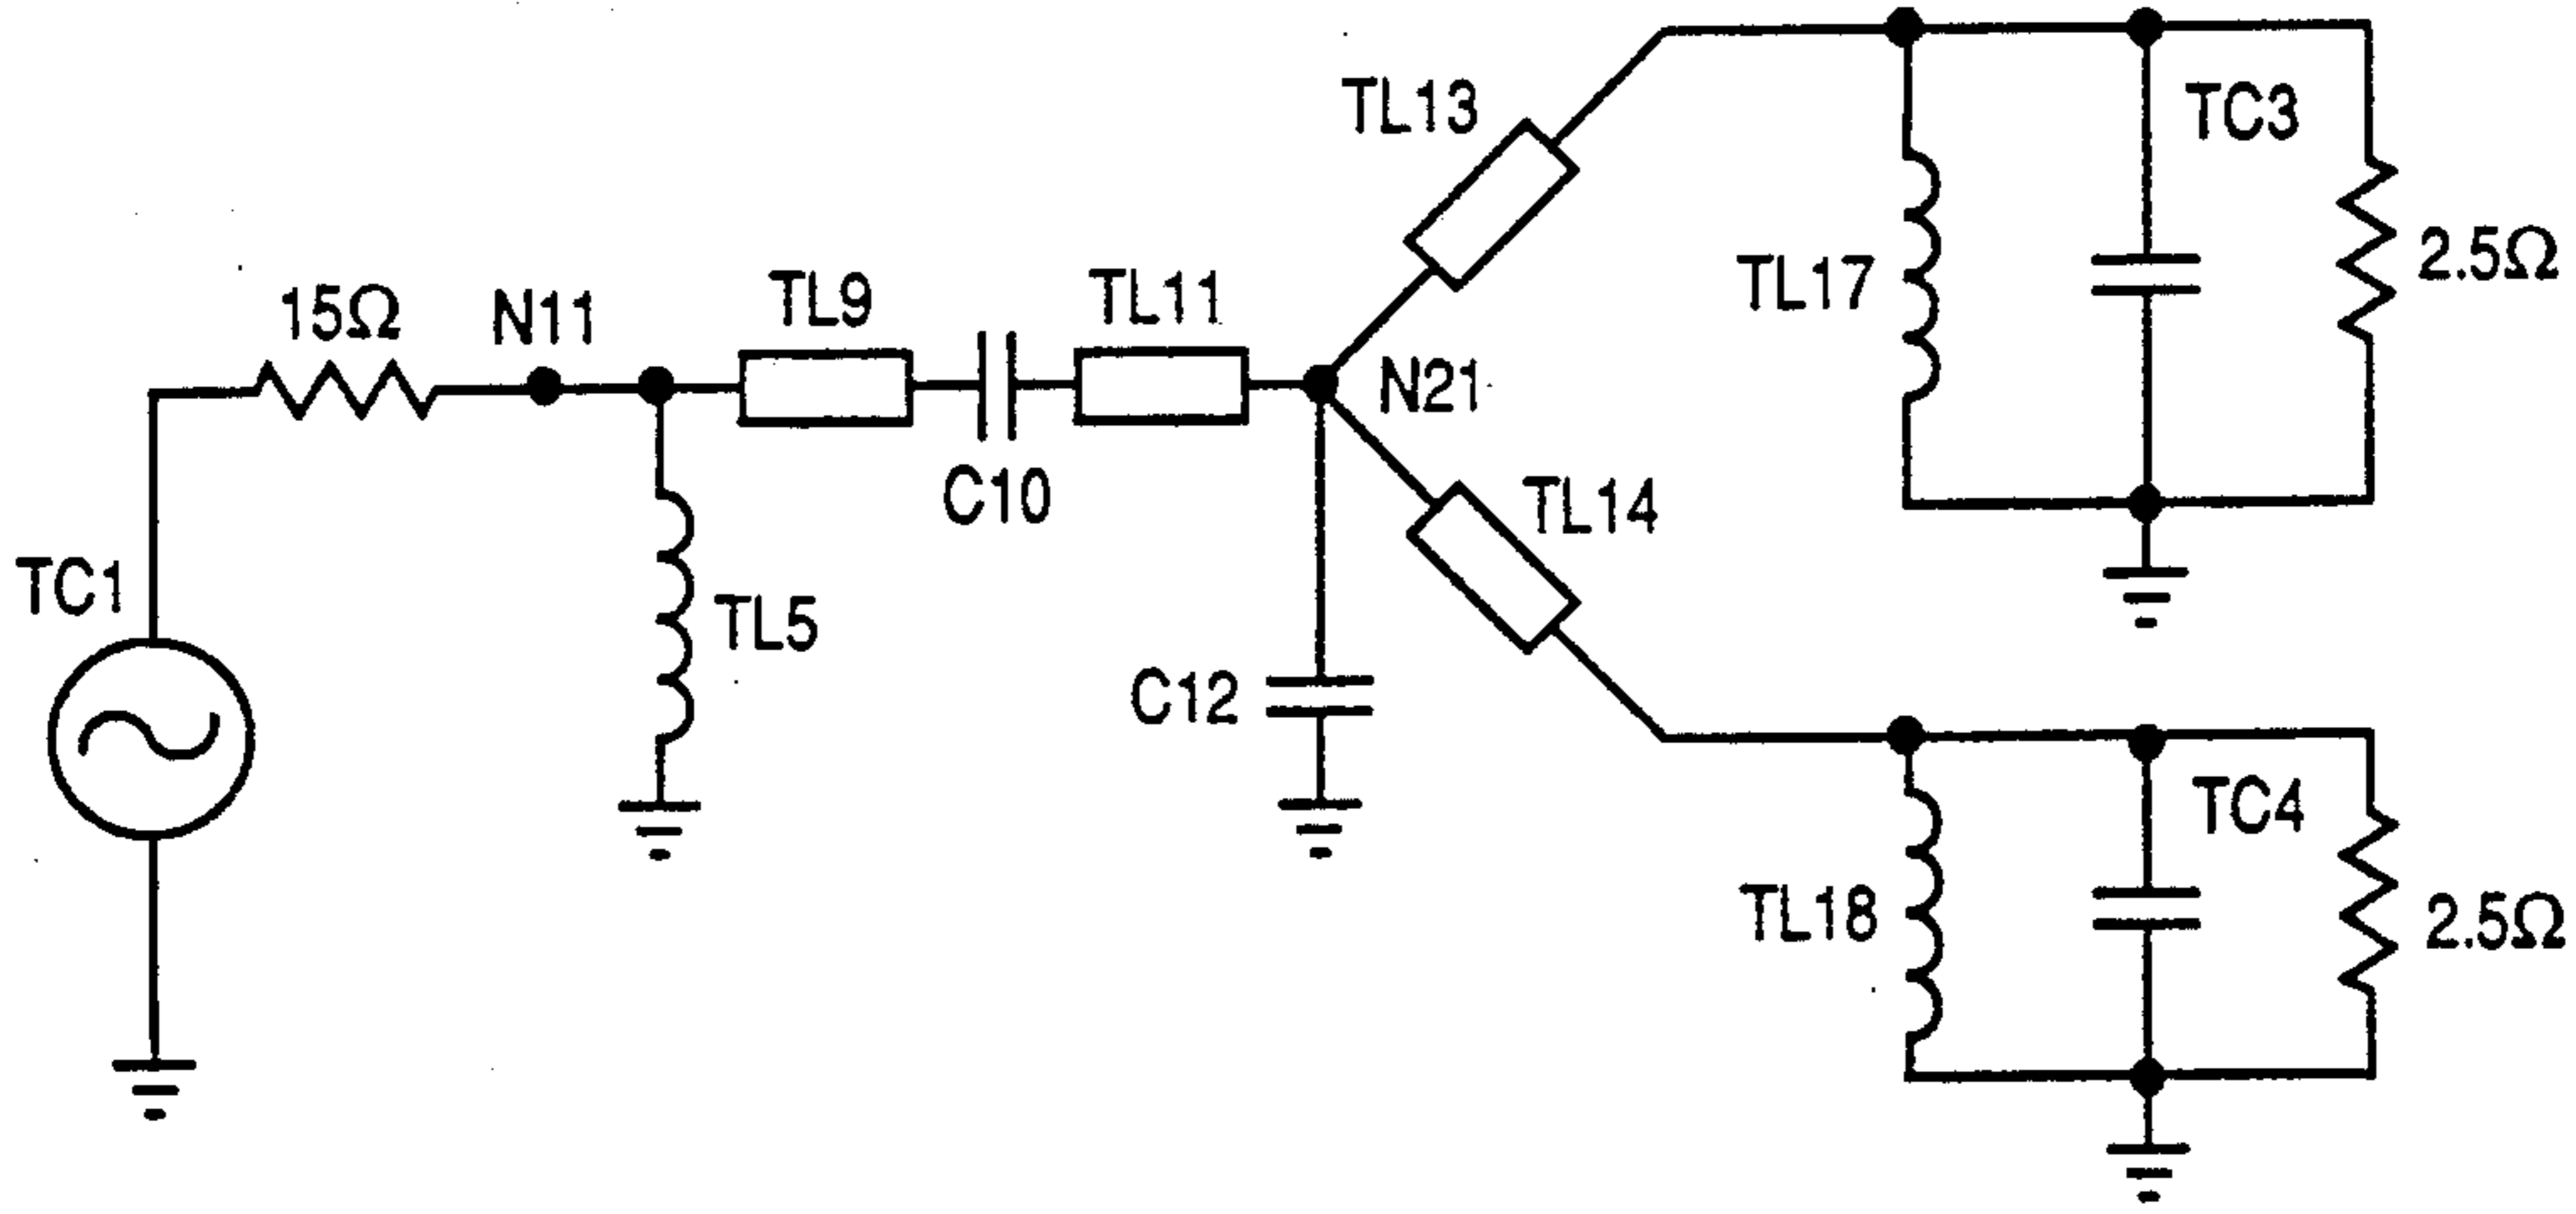 TL13
TC3
TL17
2.5Ω
15Ω
N11
TL9
TL11
N21
C10
TL14
TC1
TL5
C12
TC4
TL18
2.5Ω